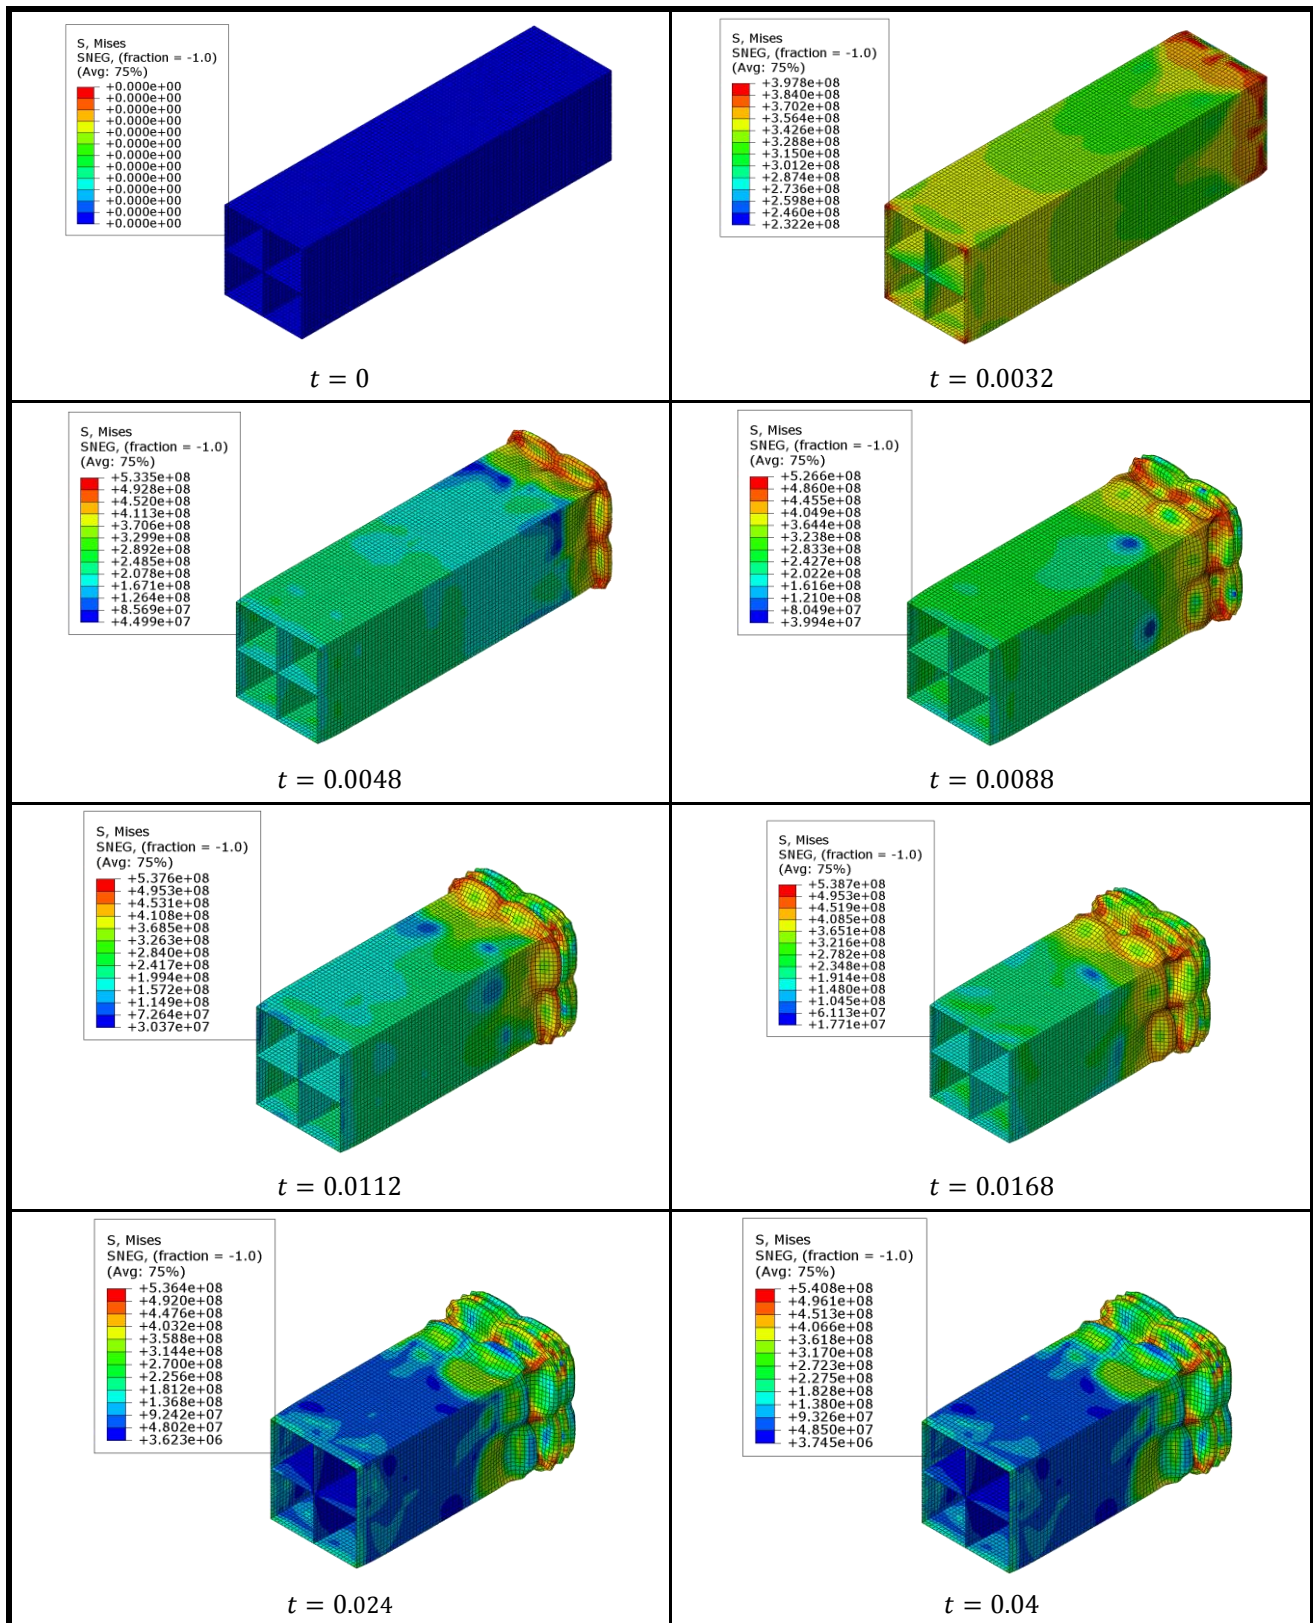 S, Mises
SNEG, (fraction = -1.0)
(Avg: 75%)
+0.000e+00
+0.000e+00
+0.000e+00
+0.000e+00
+0.000e+00
+0.000e+00
+0.000e+00
+0.000e+00
+0.000e+00
+0.000e+00
+0.000e+00
+0.000e+00
+0.000e+00
t = 0
S, Mises
SNEG, (fraction = -1.0)
(Avg: 75%)
+3.978e+08
+3.840e+08
+3.702e+08
+3.564e+08
+3.426e+08
+3.288e+08
+3.150e+08
+3.012e+08
+2.874e+08
+2.736e+08
+2.598e+08
+2.460e+08
+2.322e+08
t = 0.0032
S, Mises
SNEG, (fraction = -1.0)
(Avg: 75%)
+5.335e+08
+4.928e+08
+4.520e+08
+4.113e+08
+3.706e+08
+3.299e+08
+2.892e+08
+2.485e+08
+2.078e+08
+1.671e+08
+1.264e+08
+8.569e+07
+4.499e+07
t = 0.0048
S, Mises
SNEG, (fraction = -1.0)
(Avg: 75%)
+5.266e+08
+4.860e+08
+4.455e+08
+4.049e+08
+3.644e+08
+3.238e+08
+2.833e+08
+2.427e+08
+2.022e+08
+1.616e+08
+1.210e+08
+8.049e+07
+3.994e+07
t = 0.0088
S, Mises
SNEG, (fraction = -1.0)
(Avg: 75%)
+5.376e+08
+4.953e+08
+4.531e+08
+4.108e+08
+3.685e+08
+3.263e+08
+2.840e+08
+2.417e+08
+1.994e+08
+1.572e+08
+1.149e+08
+7.264e+07
+3.037e+07
t = 0.0112
S, Mises
SNEG, (fraction = -1.0)
(Avg: 75%)
+5.387e+08
+4.953e+08
+4.519e+08
+4.085e+08
+3.651e+08
+3.216e+08
+2.782e+08
+2.348e+08
+1.914e+08
+1.480e+08
+1.045e+08
+6.113e+07
+1.771e+07
t = 0.0168
S, Mises
SNEG, (fraction = -1.0)
(Avg: 75%)
+5.364e+08
+4.920e+08
+4.476e+08
+4.032e+08
+3.588e+08
+3.144e+08
+2.700e+08
+2.256e+08
+1.812e+08
+1.368e+08
+9.242e+07
+4.802e+07
+3.623e+06
t = 0.024
S, Mises
SNEG, (fraction = -1.0)
(Avg: 75%)
+5.408e+08
+4.961e+08
+4.513e+08
+4.066e+08
+3.618e+08
+3.170e+08
+2.723e+08
+2.275e+08
+1.828e+08
+1.380e+08
+9.326e+07
+4.850e+07
+3.745e+06
t = 0.04